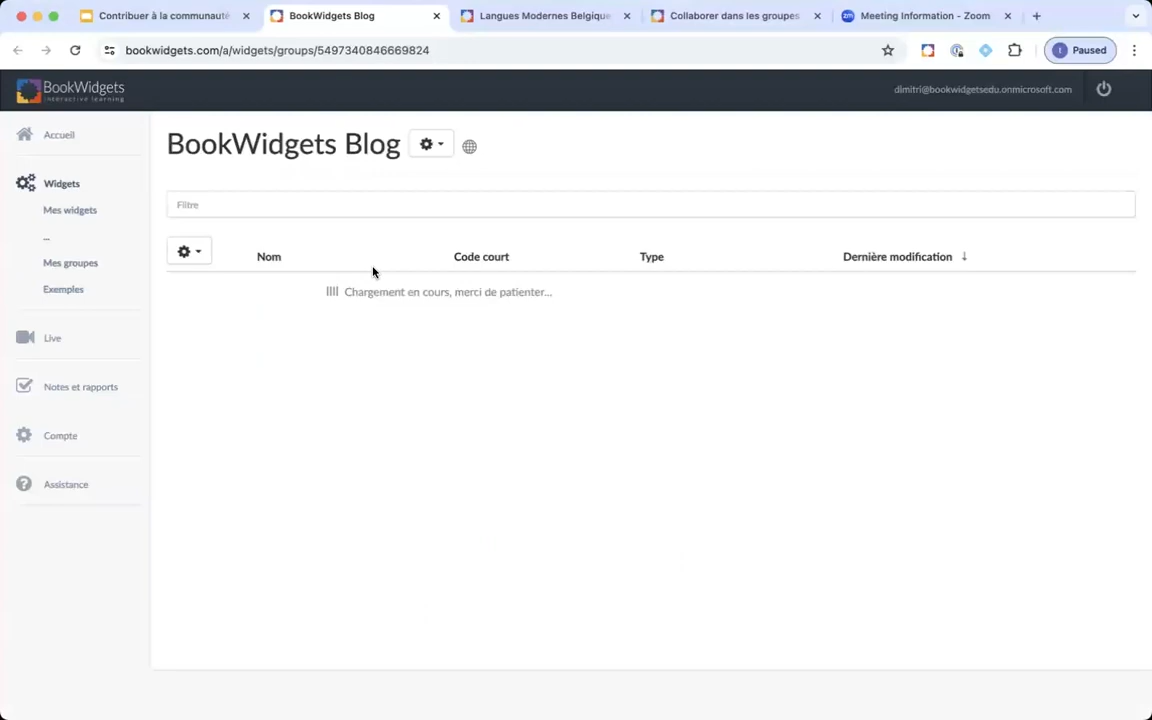 Contribuer à la communauté
BookWidgets Blog
Langues Modernes Belgique
Collaborer dans les groupes
zm Meeting Information - Zoom
bookwidgets.com/a/widgets/groups/5497340846669824
Paused
BookWidgets
interactive learning
dimitri@bookwidgetsedu.onmicrosoft.com
Accueil
Widgets
Mes widgets
...
Mes groupes
Exemples
Live
Notes et rapports
Compte
Assistance
BookWidgets Blog
Filtre
Nom Code court Type Dernière modification ↓
Chargement en cours, merci de patienter...